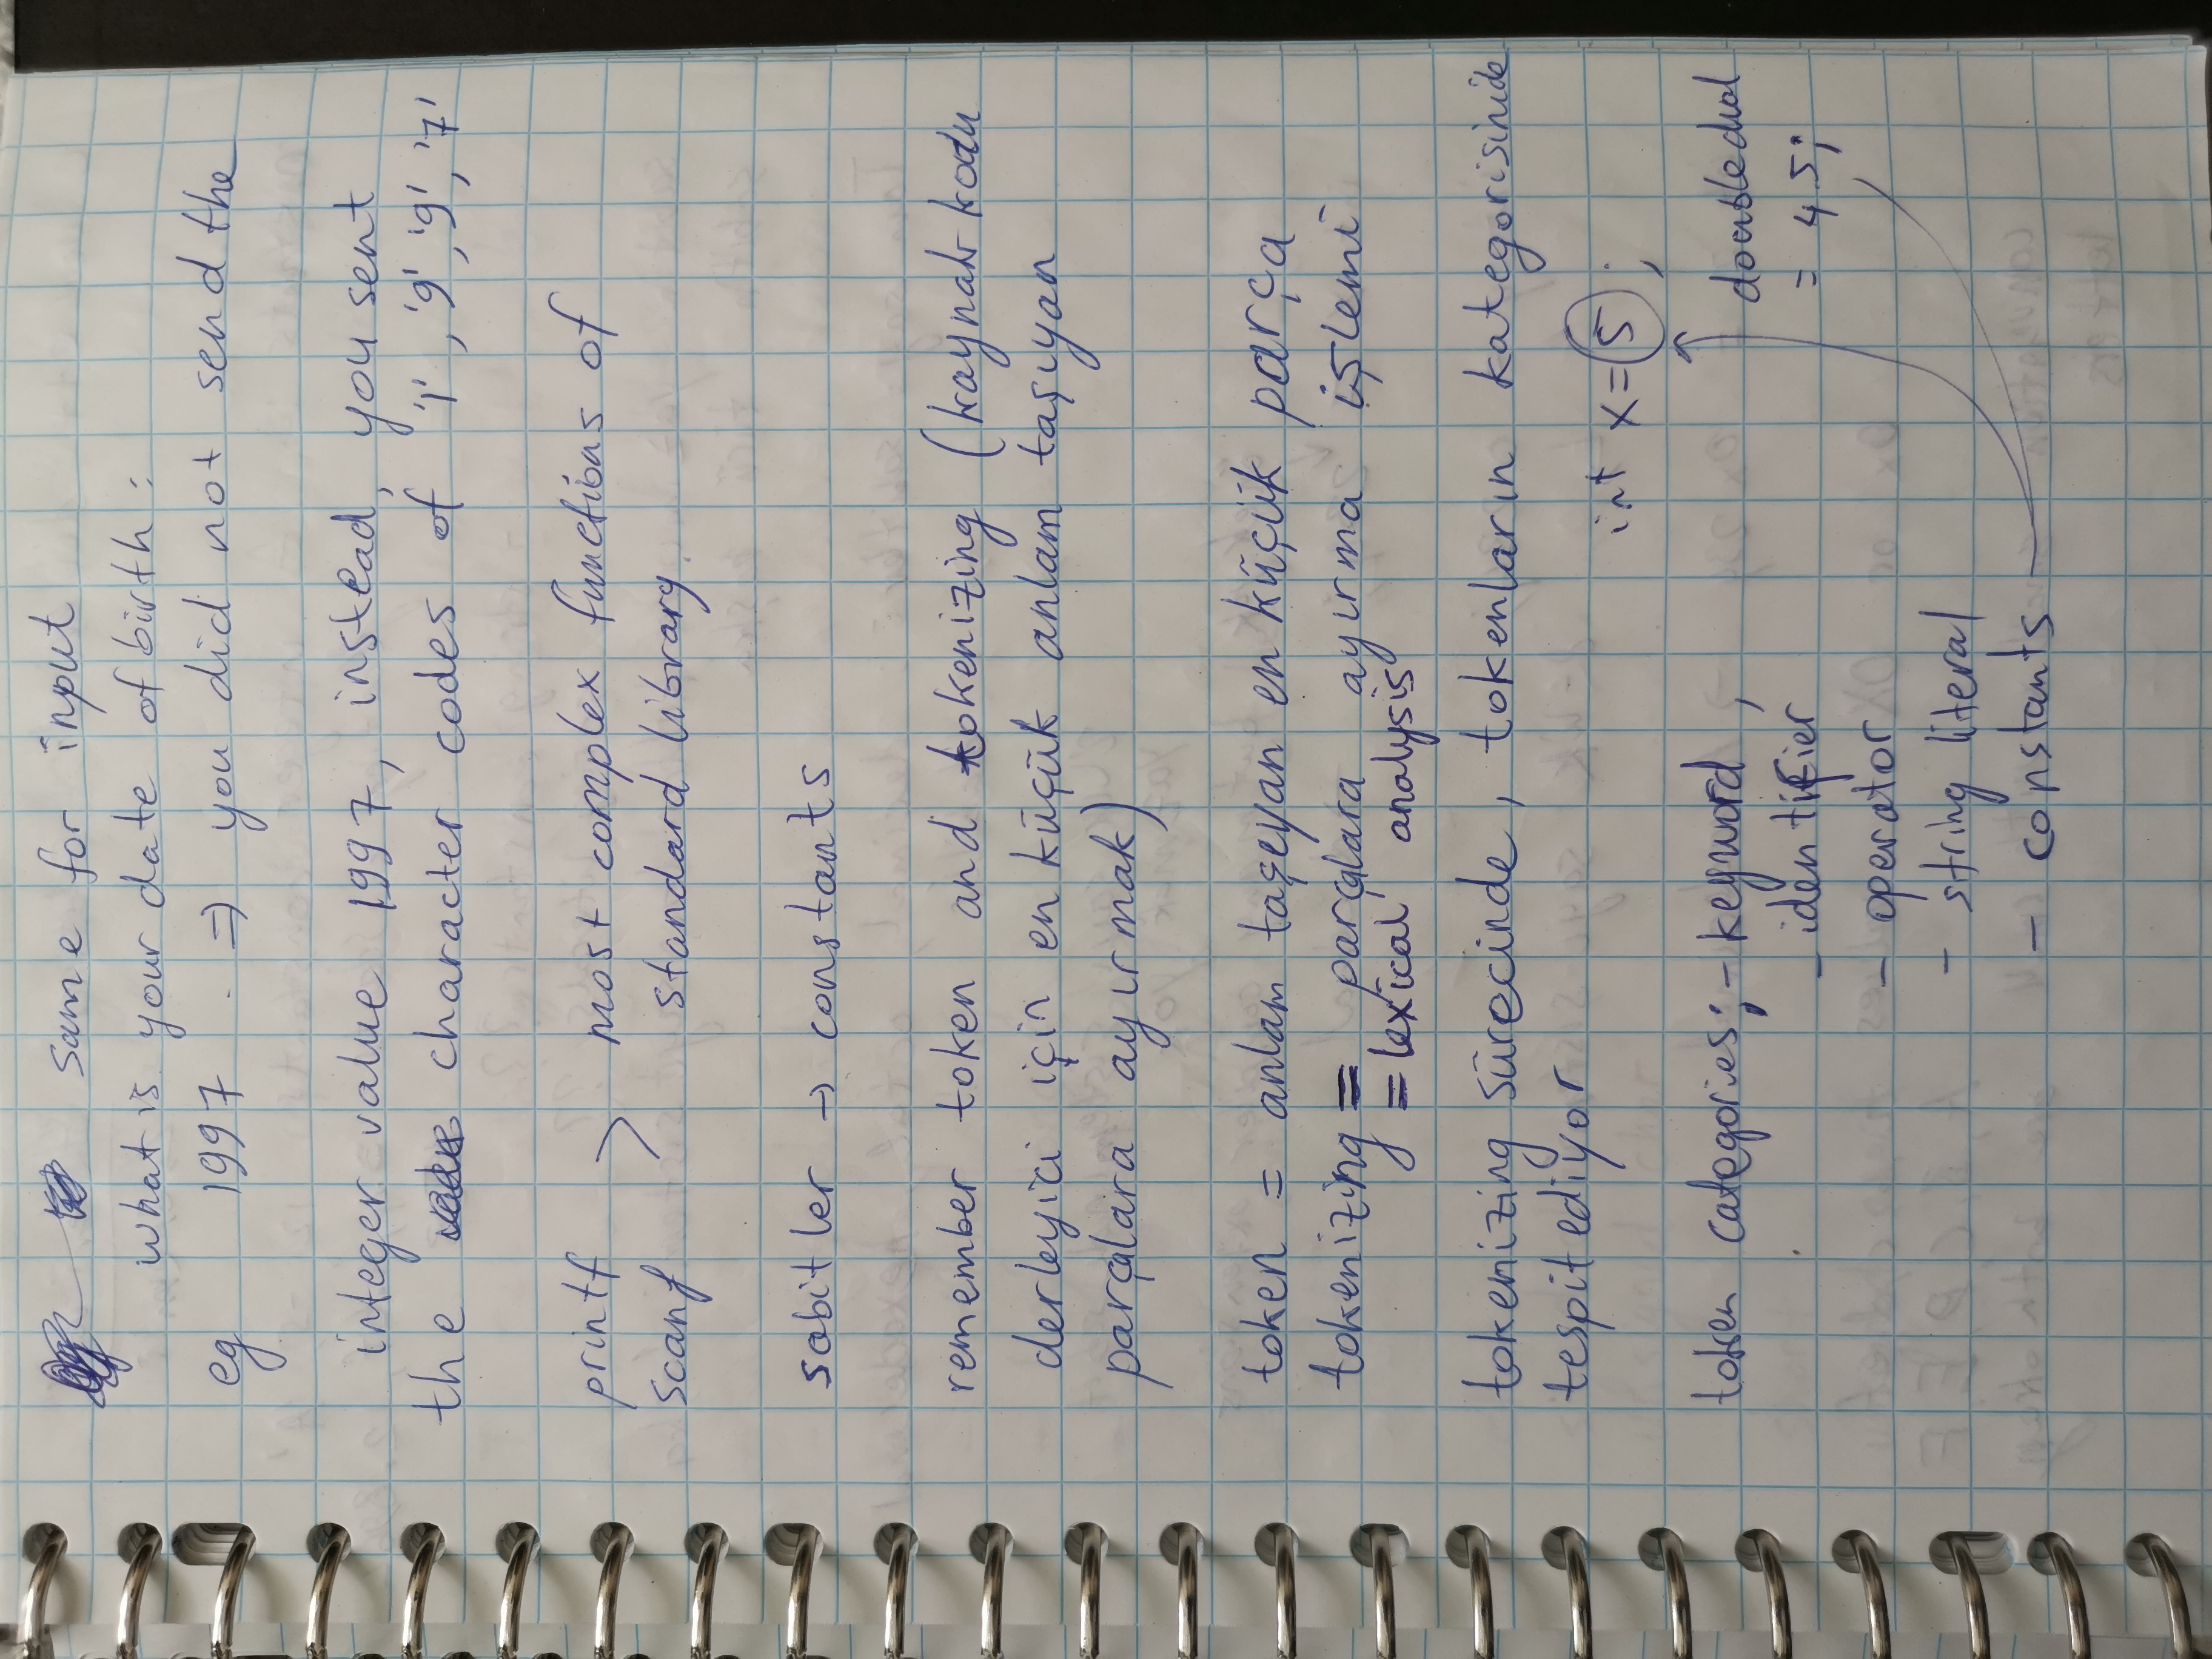 same for input
what is your date of birth :
eg 1997 => you did not send the
integer value 1997, instead, you sent
the character codes of '1', '9', '9', '7'
printf > most complex functions of
scanf standard library.
sabitler → constants
remember token and tokenizing (kaynak kodu
derleyici için en küçük anlam taşıyan
parçalara ayırmak)
token = anlam taşıyan en küçük parça
tokenizing = parçalara ayırma işlemi
= lexical analysis
tokenizing sürecinde, tokenların kategorisinide
tespit ediyor
int x = 5 ;
token categories; - keyword ,
double
= 4.5;
- identifier
- operator
- string literal
- constants